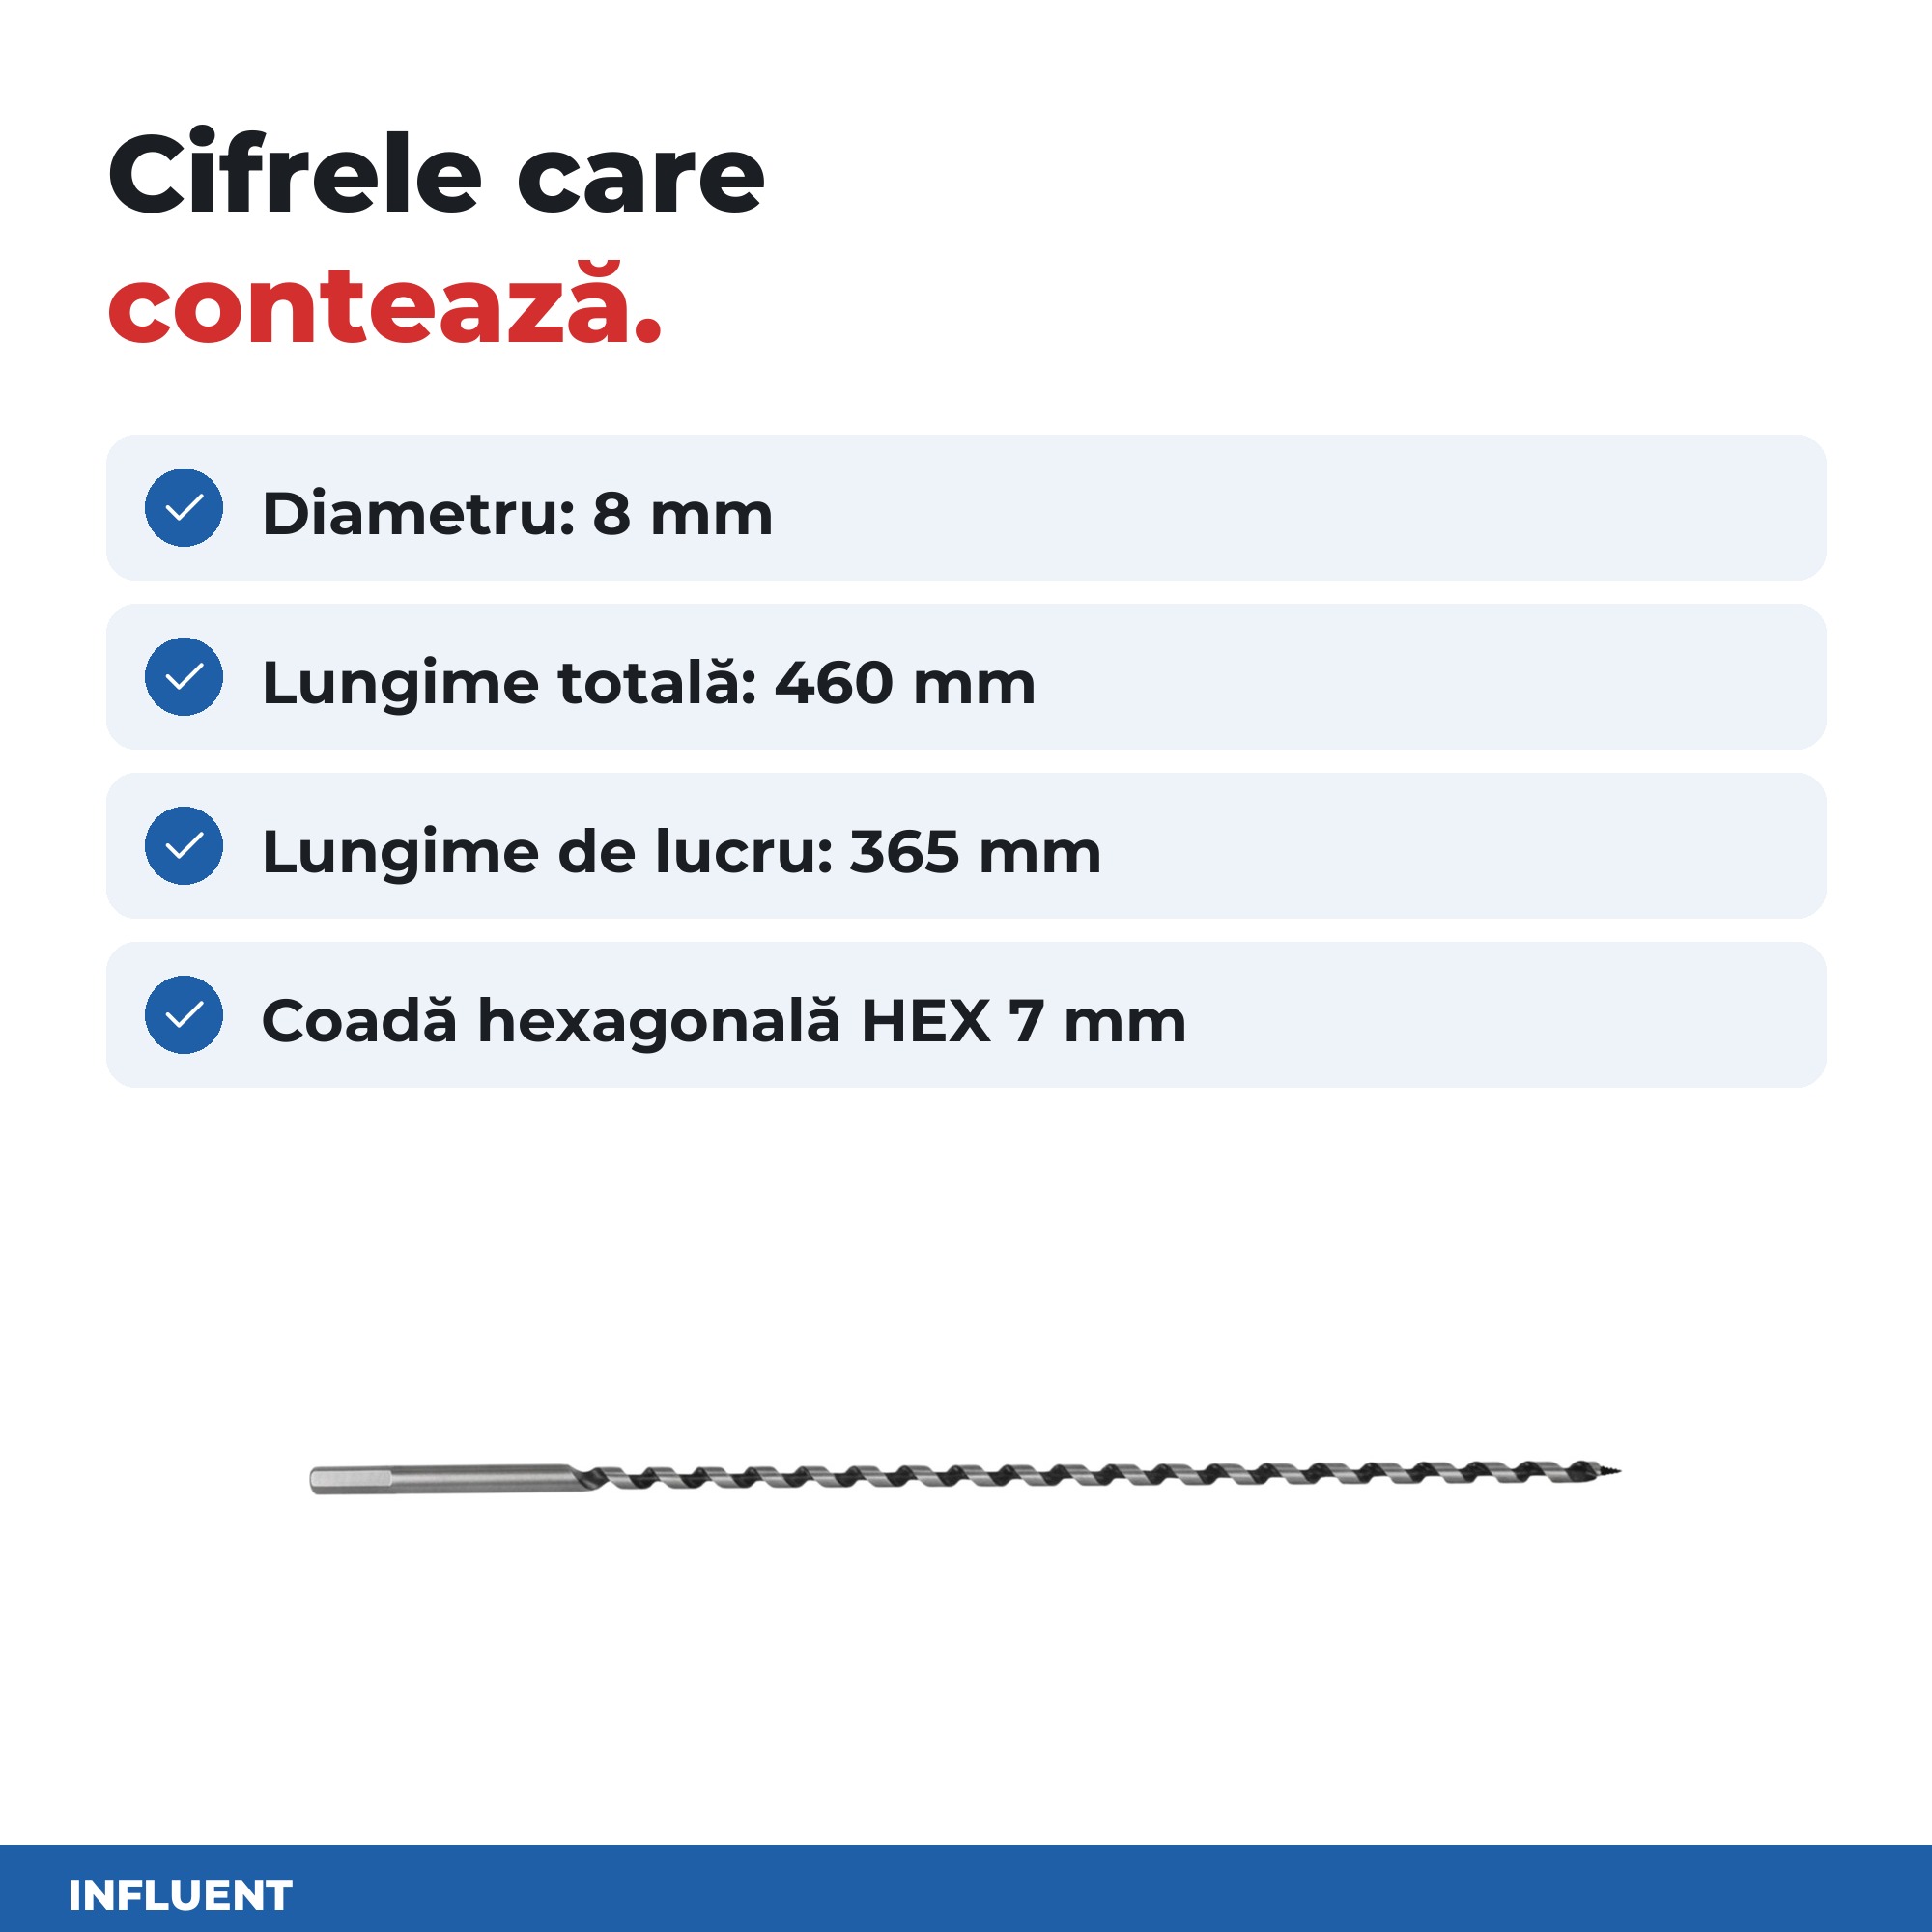 Cifrele care
contează.
Diametru: 8 mm
Lungime totală: 460 mm
Lungime de lucru: 365 mm
Coadă hexagonală HEX 7 mm
INFLUENT